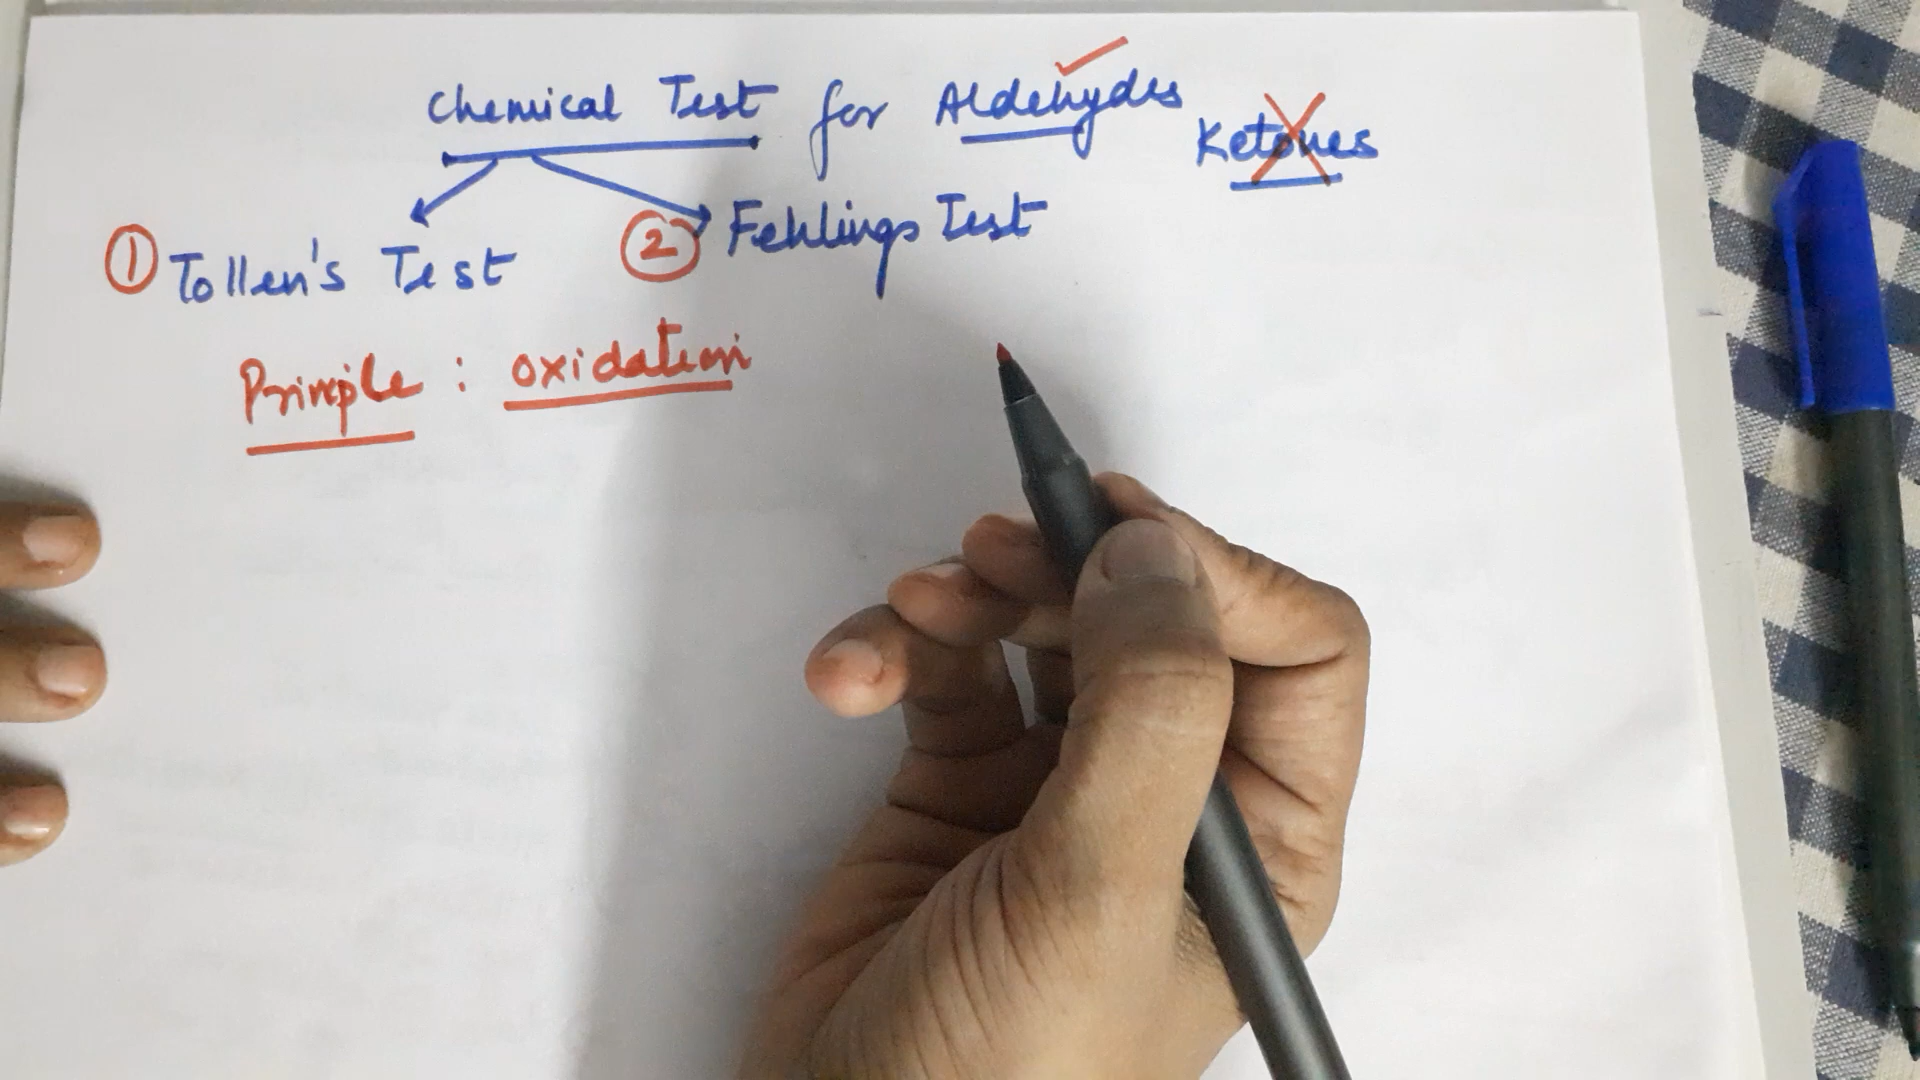 Chemical Test for Aldehydes
Ketones
① Tollen's Test
② Fehlings Test
Principle : oxidation